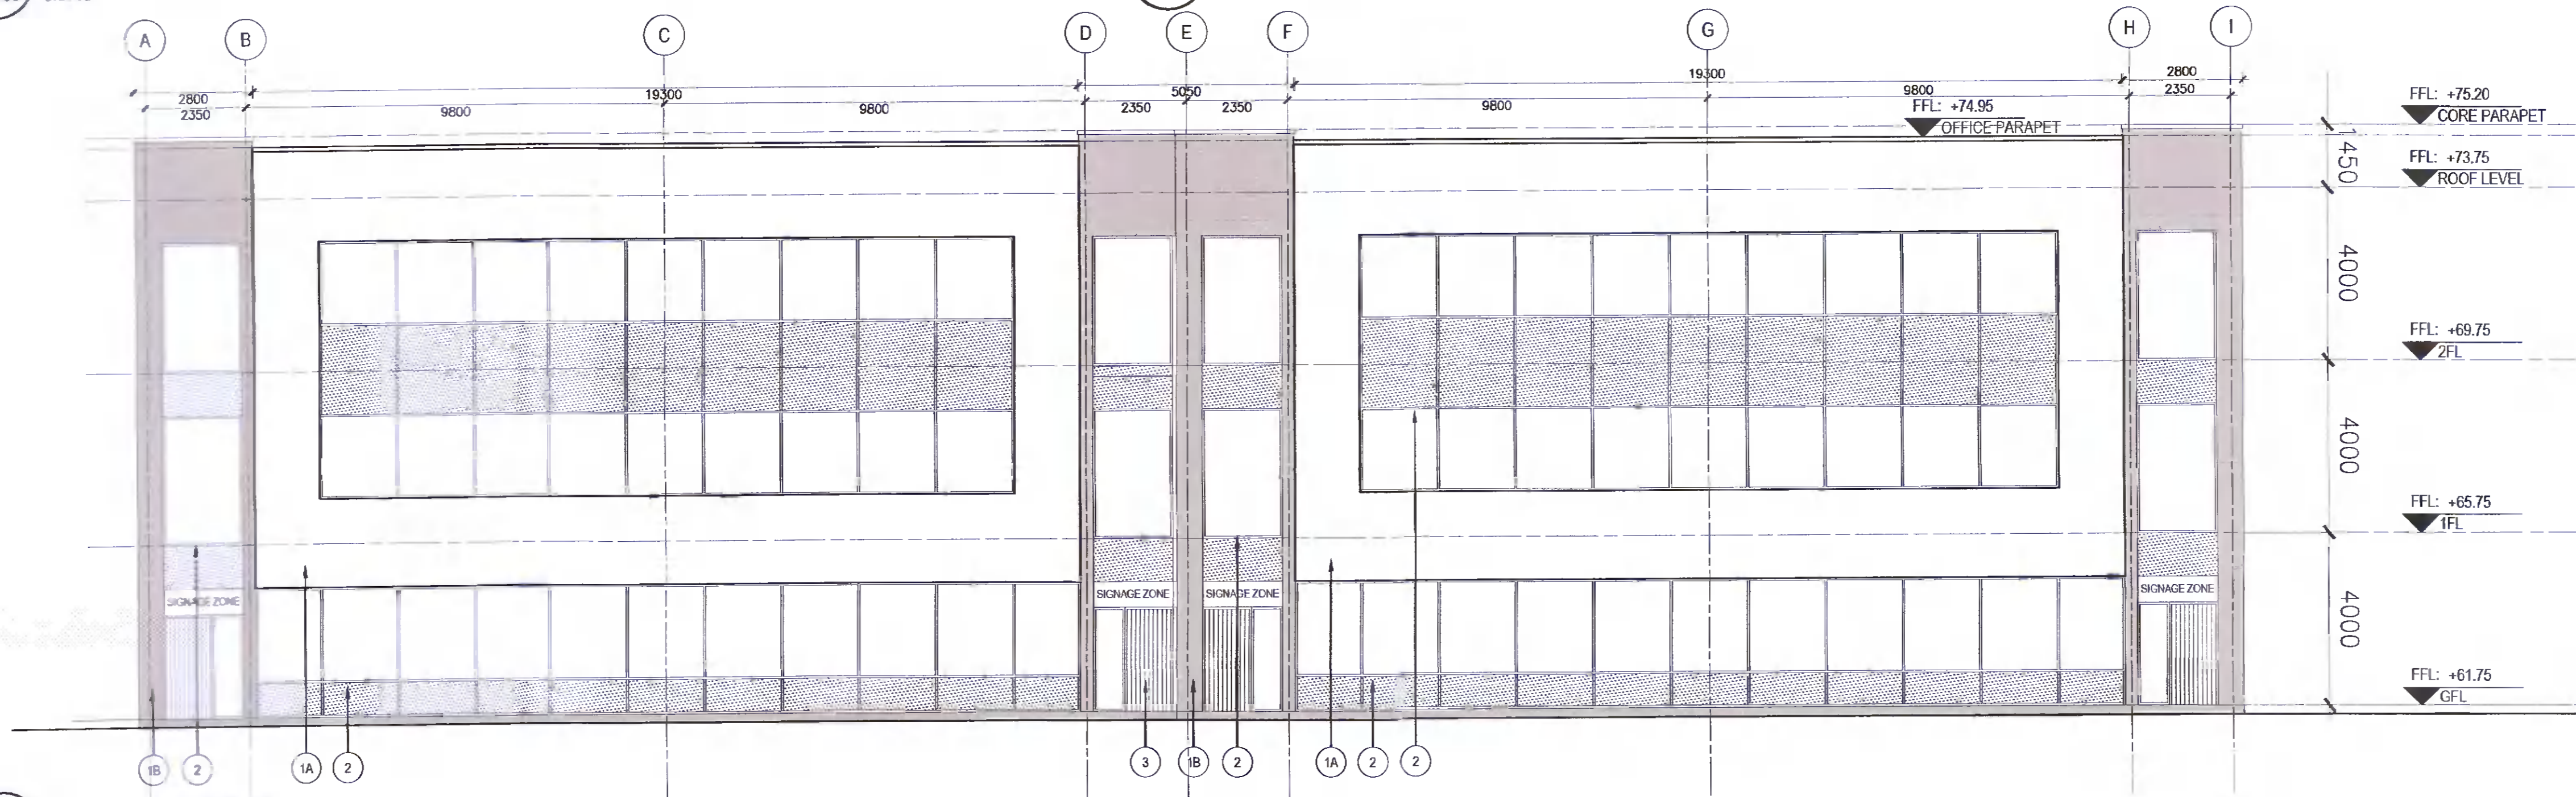 A B C D E F G H I
2800 19300 5050 19300 2800
2350 9800 9800 2350 2350 9800 9800 2350
FFL: +74.95
OFFICE PARAPET
FFL: +75.20
CORE PARAPET
1450
FFL: +73.75
ROOF LEVEL
4000
FFL: +69.75
2FL
4000
FFL: +65.75
1FL
4000
SIGNAGE ZONE SIGNAGE ZONE SIGNAGE ZONE SIGNAGE ZONE
FFL: +61.75
GFL
1B 2 1A 2 3 1B 2 1A 2 2